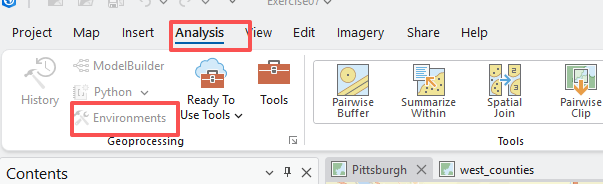 Exercise07
Project Map Insert Analysis View Edit Imagery Share Help
History
ModelBuilder
Python
Environments
Ready To
Use Tools
Tools
Geoprocessing
Pairwise
Buffer
Summarize
Within
Spatial
Join
Pairwise
Clip
Tools
Contents
Pittsburgh
west_counties